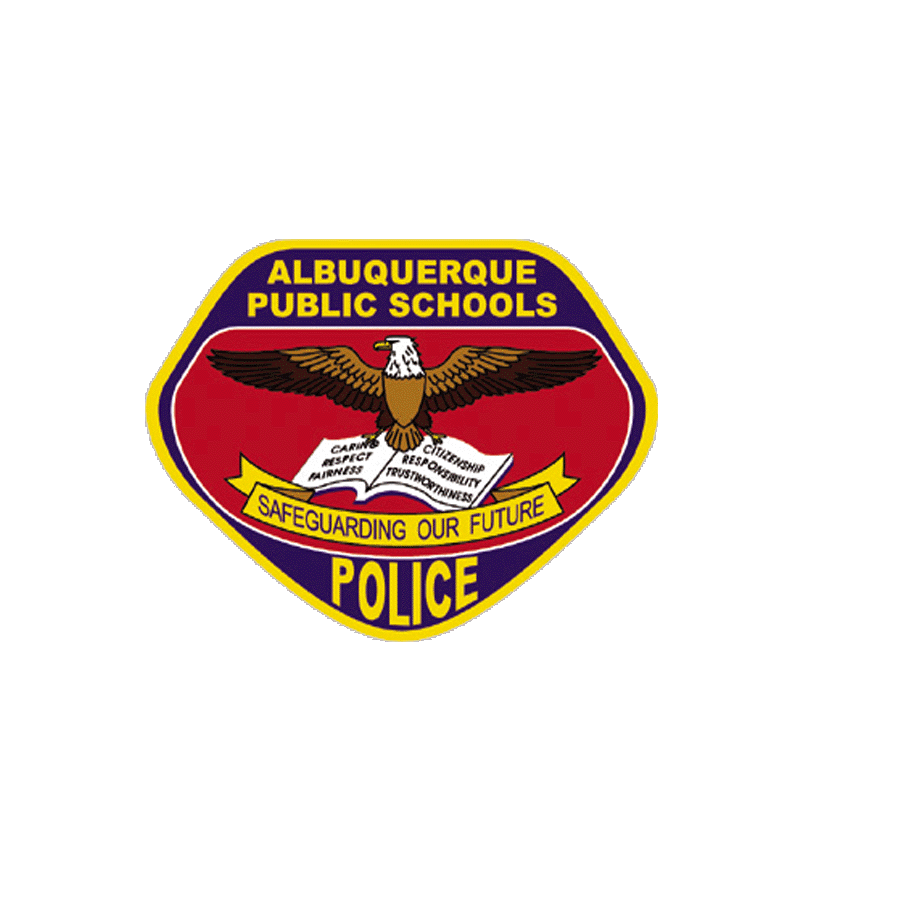 ALBUQUERQUE
PUBLIC SCHOOLS
CARING
RESPECT
FAIRNESS
CITIZENSHIP
RESPONSIBILITY
TRUSTWORTHINESS
SAFEGUARDING OUR FUTURE
POLICE